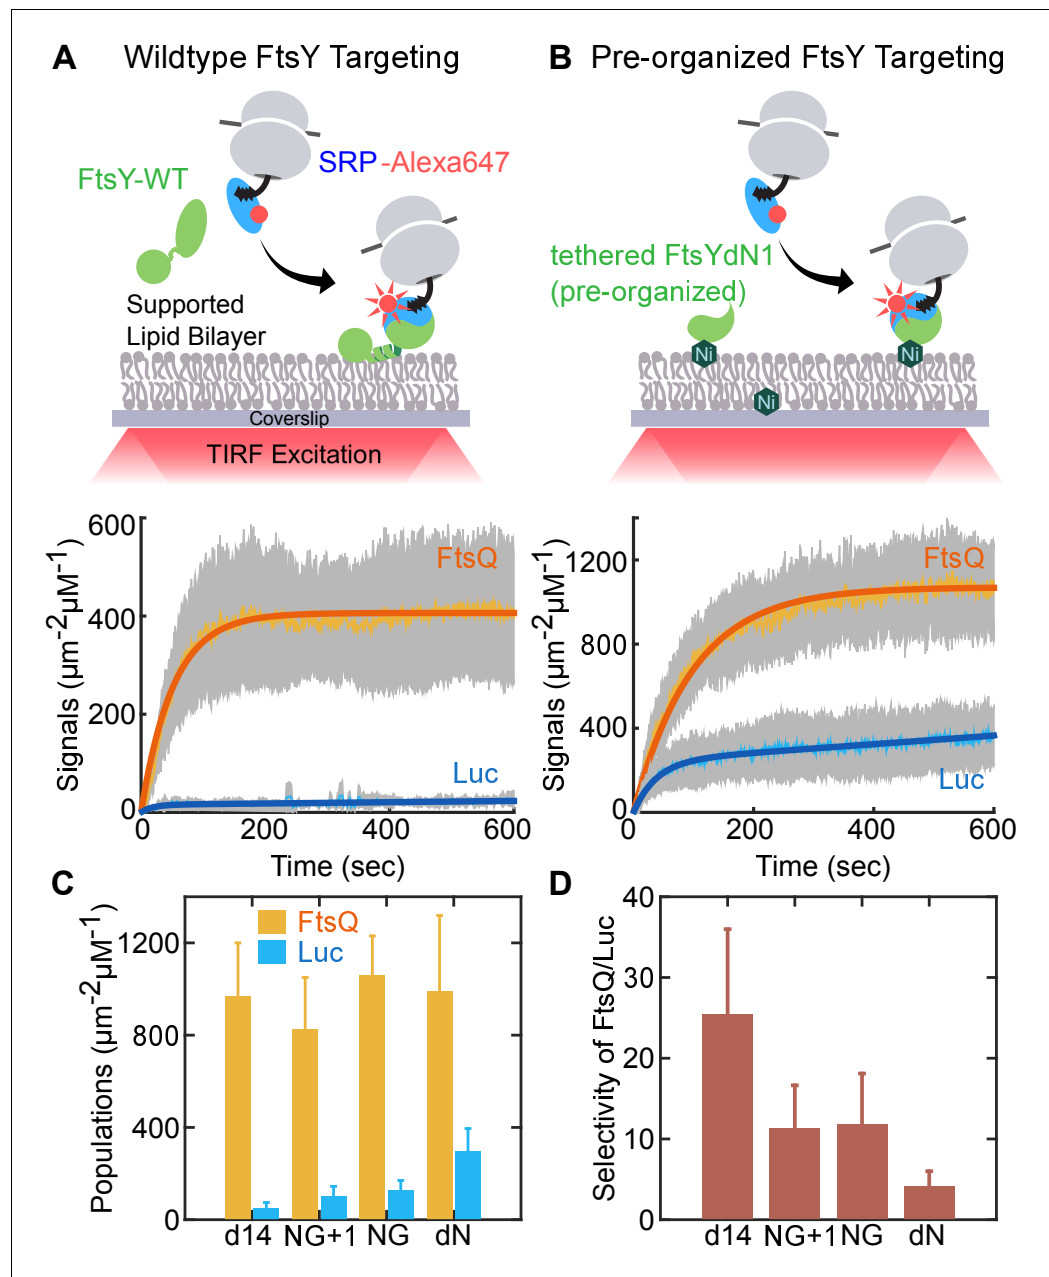 A Wildtype FtsY Targeting
B Pre-organized FtsY Targeting
FtsY-WT
SRP-Alexa647
Supported
Lipid Bilayer
Coverslip
TIRF Excitation
tethered FtsYdN1
(pre-organized)
Ni
Ni
Ni
Signals (µm⁻²µM⁻¹)
600
400
200
0
FtsQ
Luc
0 200 400 600
Time (sec)
Signals (µm⁻²µM⁻¹)
1200
800
400
0
FtsQ
Luc
0 200 400 600
Time (sec)
C
Populations (µm⁻²µM⁻¹)
1200
800
400
0
FtsQ
Luc
d14 NG+1 NG dN
D
Selectivity of FtsQ/Luc
40
30
20
10
0
d14 NG+1 NG dN